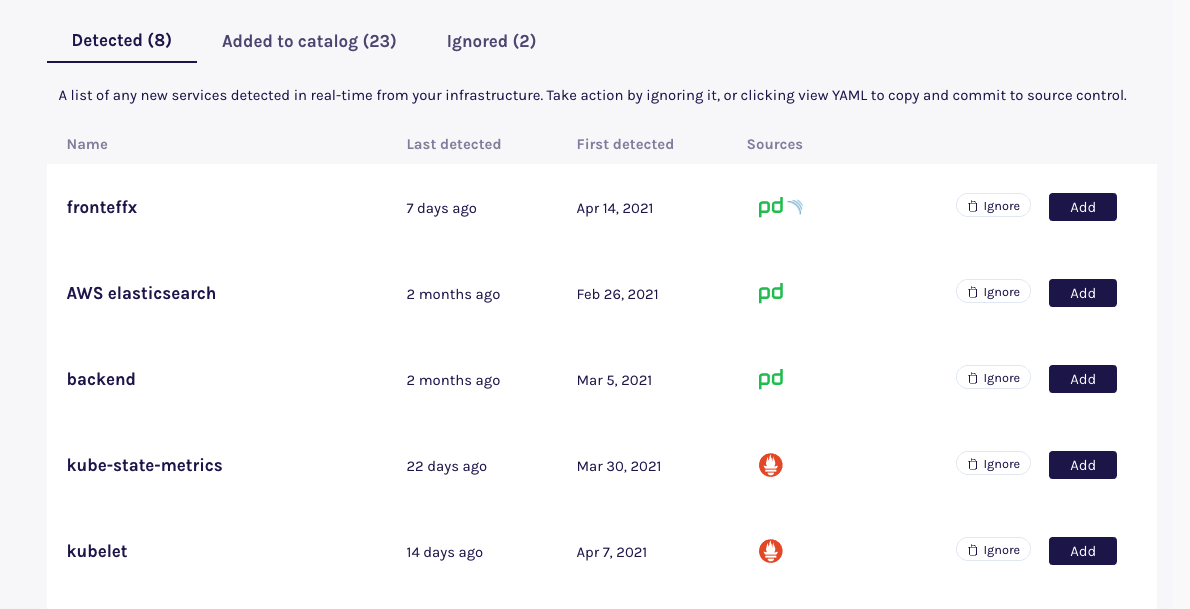 Detected (8) Added to catalog (23) Ignored (2)
A list of any new services detected in real-time from your infrastructure. Take action by ignoring it, or clicking view YAML to copy and commit to source control.
Name Last detected First detected Sources
fronteffx 7 days ago Apr 14, 2021 pd Ignore Add
AWS elasticsearch 2 months ago Feb 26, 2021 pd Ignore Add
backend 2 months ago Mar 5, 2021 pd Ignore Add
kube-state-metrics 22 days ago Mar 30, 2021 Ignore Add
kubelet 14 days ago Apr 7, 2021 Ignore Add